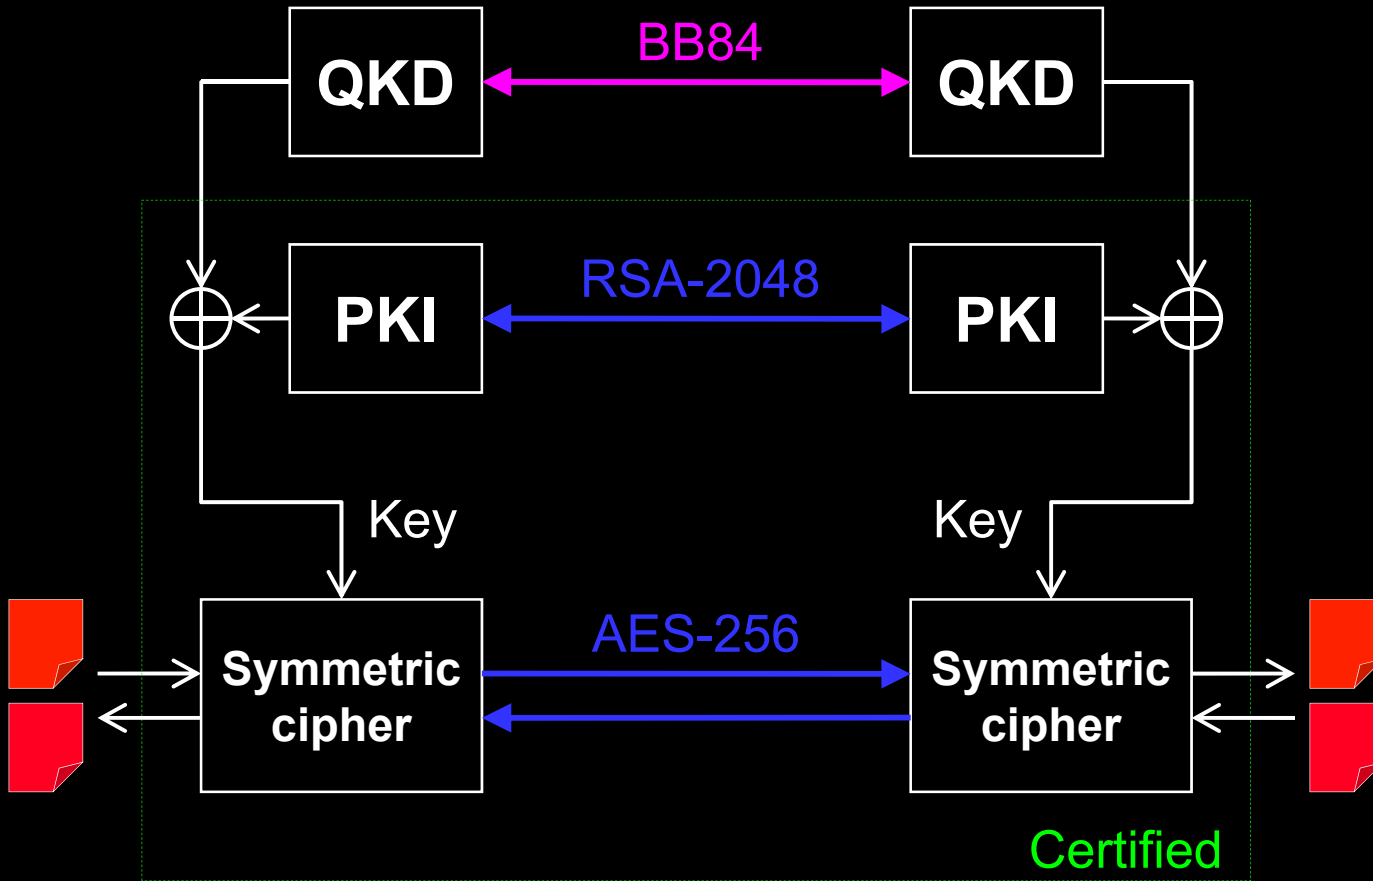 BB84
QKD
QKD
RSA-2048
PKI
PKI
Key
Key
AES-256
Symmetric
cipher
Symmetric
cipher
Certified